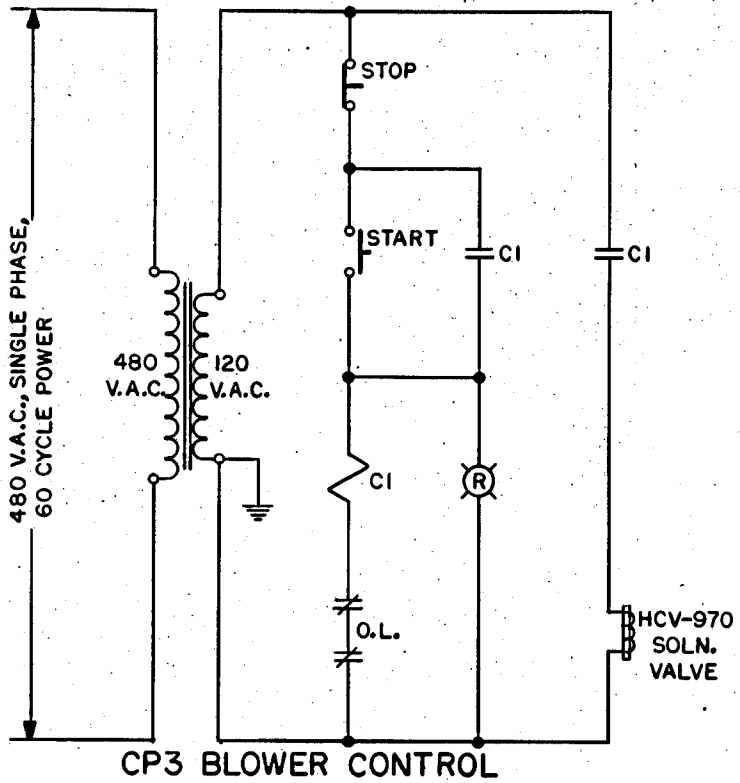 STOP
START
C1
C1
480 V.A.C., SINGLE PHASE,
60 CYCLE POWER
480
V.A.C.
120
V.A.C.
C1
R
O.L.
HCV-970
SOLN.
VALVE
CP3 BLOWER CONTROL